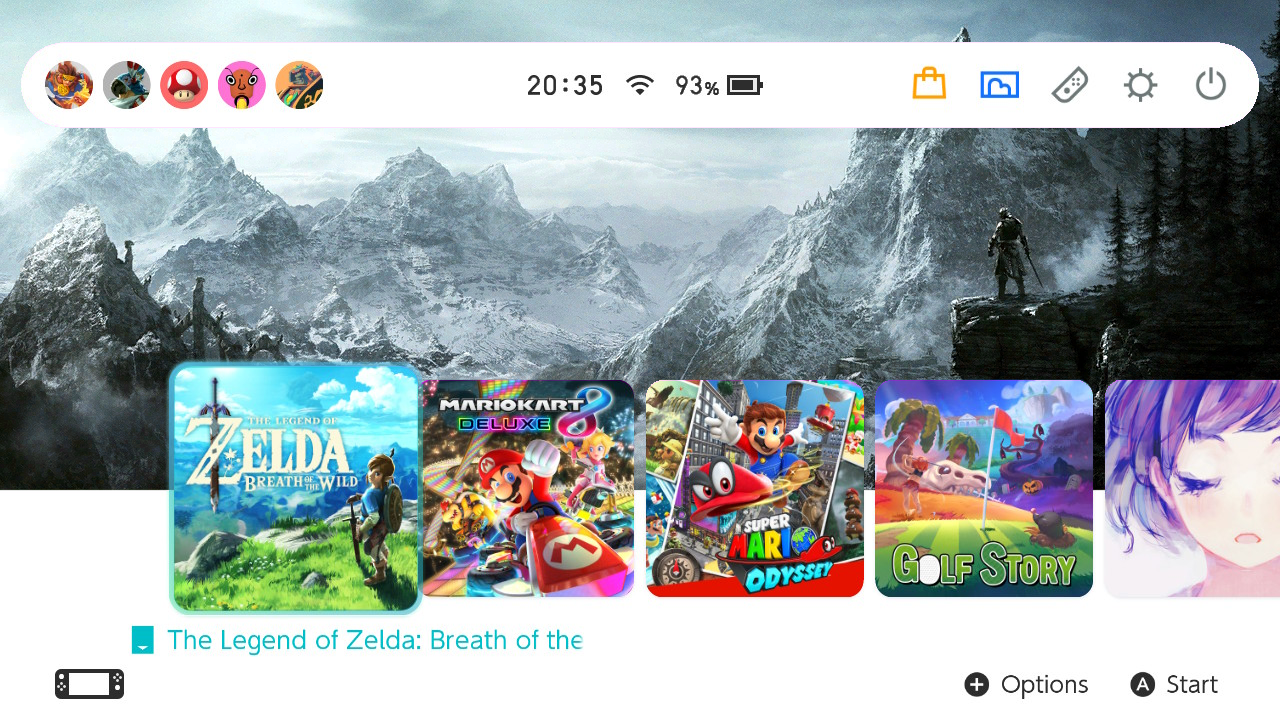 20:35 93%
THE LEGEND OF
ZELDA
BREATH OF THE WILD
MARIOKART 8
DELUXE
SUPER
MARIO
ODYSSEY
GOLF STORY
The Legend of Zelda: Breath of the
+ Options A Start